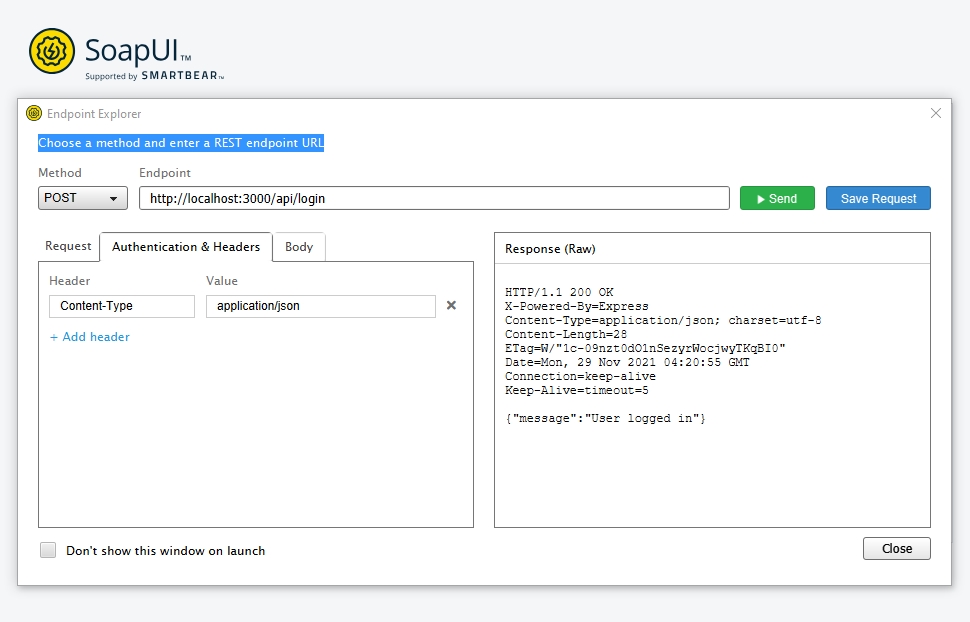 SoapUI™
Supported by SMARTBEAR™
Endpoint Explorer
Choose a method and enter a REST endpoint URL
Method Endpoint
POST http://localhost:3000/api/login Send Save Request
Request Authentication & Headers Body
Header Value
Content-Type application/json
+ Add header
Response (Raw)
HTTP/1.1 200 OK
X-Powered-By=Express
Content-Type=application/json; charset=utf-8
Content-Length=28
ETag=W/"1c-09nzt0dO1nSezyrWocjwyTKqBI0"
Date=Mon, 29 Nov 2021 04:20:55 GMT
Connection=keep-alive
Keep-Alive=timeout=5
{"message":"User logged in"}
Don't show this window on launch
Close